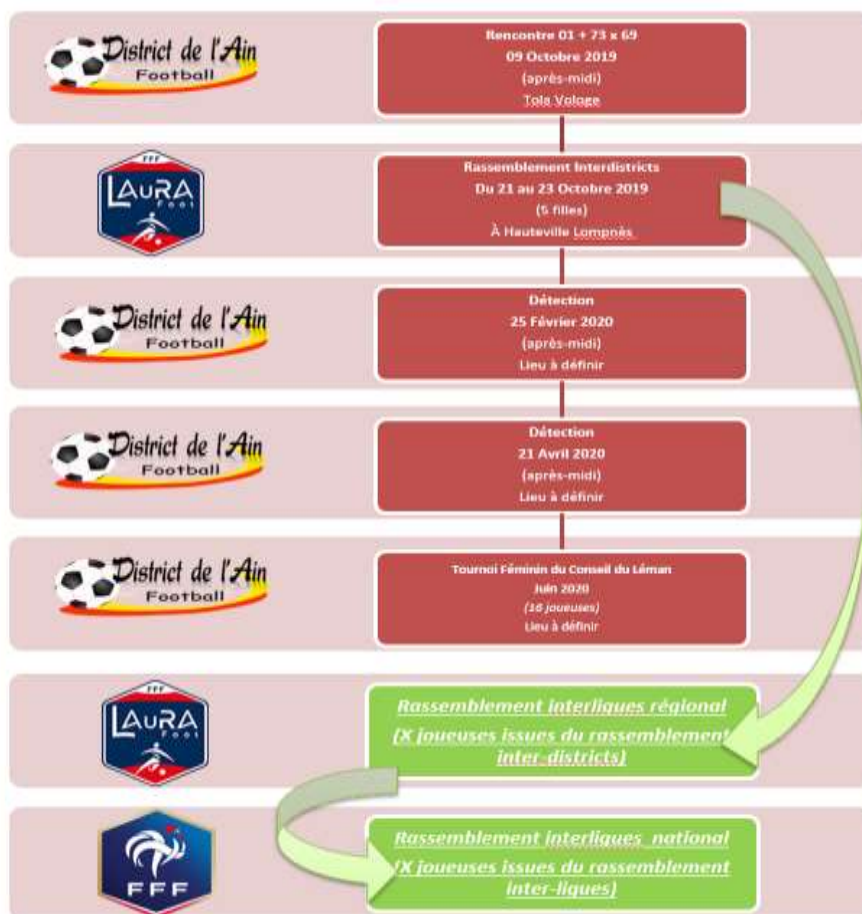 District de l'Ain
Football
Rencontre 01 + 73 x 69
09 Octobre 2019
(après-midi)
Tola Vologe
FFF
LAuRA
Foot
Rassemblement Interdistricts
Du 21 au 23 Octobre 2019
(5 filles)
À Hauteville Lompnès
District de l'Ain
Football
Détection
25 Février 2020
(après-midi)
Lieu à définir
District de l'Ain
Football
Détection
21 Avril 2020
(après-midi)
Lieu à définir
District de l'Ain
Football
Tournoi Féminin du Conseil du Léman
Juin 2020
(16 joueuses)
Lieu à définir
FFF
LAuRA
Foot
Rassemblement interligues régional
(X joueuses issues du rassemblement
inter-districts)
FFF
Rassemblement interligues national
(X joueuses issues du rassemblement
inter-ligues)